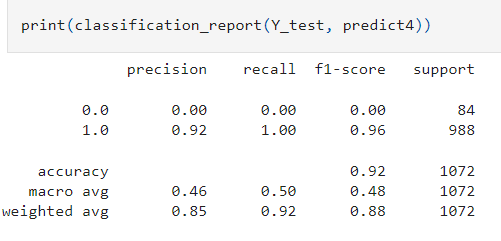 print(classification_report(Y_test, predict4))
precision recall f1-score support
0.0 0.00 0.00 0.00 84
1.0 0.92 1.00 0.96 988
accuracy 0.92 1072
macro avg 0.46 0.50 0.48 1072
weighted avg 0.85 0.92 0.88 1072